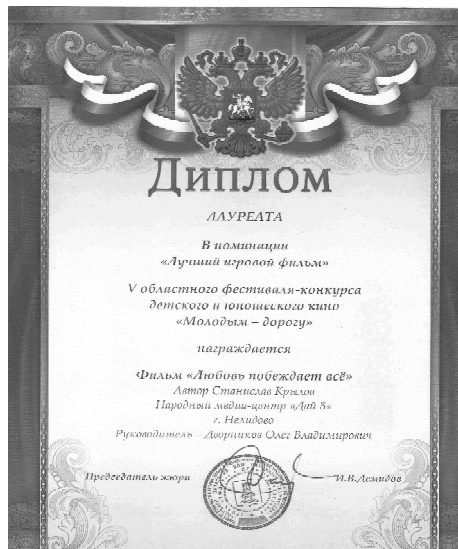 Диплом
ЛАУРЕАТА
В номинации
«Лучший игровой фильм»
V областного фестиваля-конкурса
детского и юношеского кино
«Молодым – дорогу»
награждается
Фильм «Любовь побеждает всё»
Автор Станислав Крылов
Народный медиа-центр «Дай 5»
г. Нелидово
Руководитель – Дворников Олег Владимирович
Председатель жюри И.В.Демидов